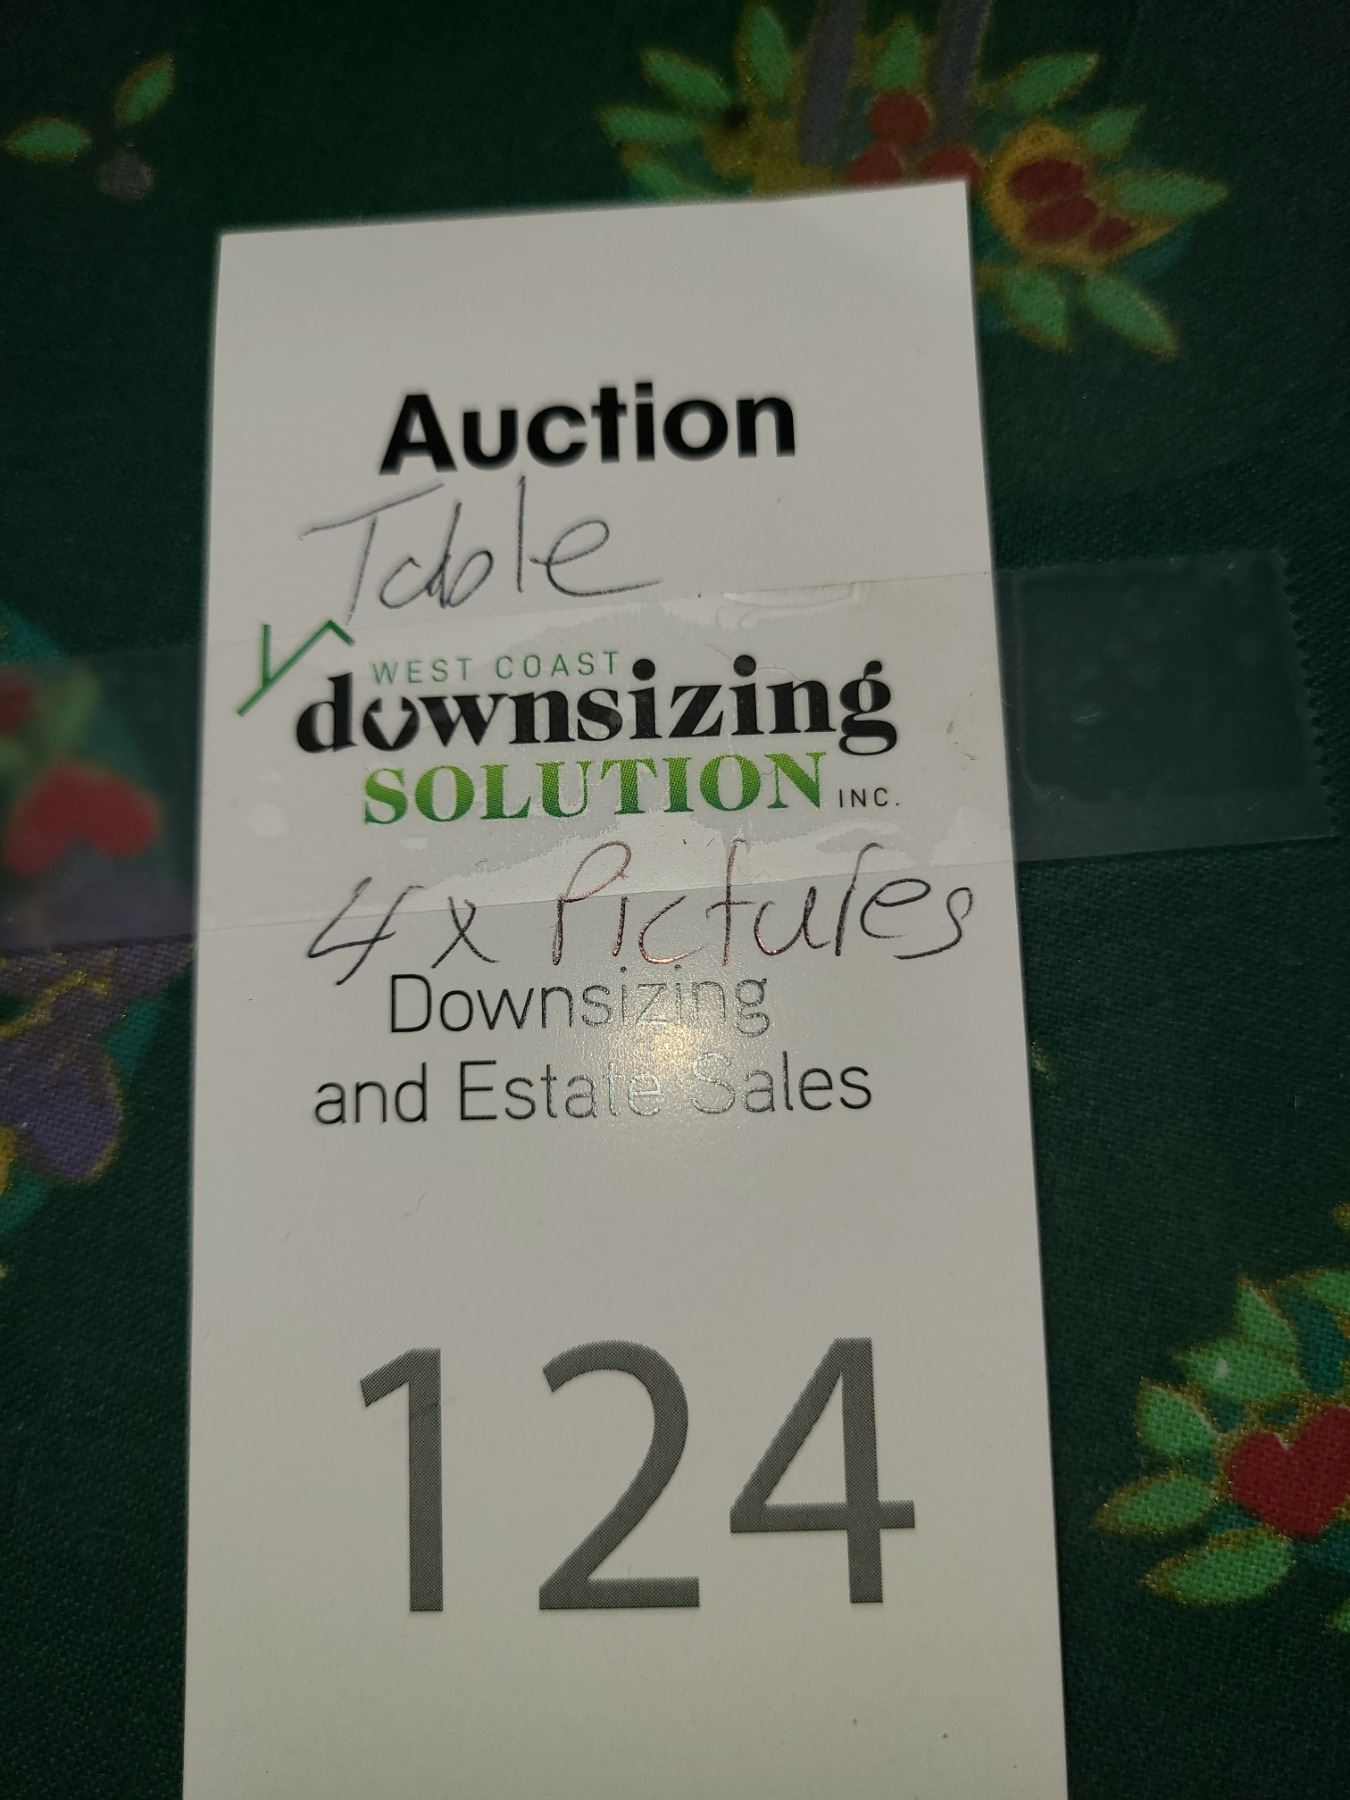 Auction
Table
WEST COAST
downsizing
SOLUTION INC.
4x Pictures
Downsizing
and Estate Sales
124